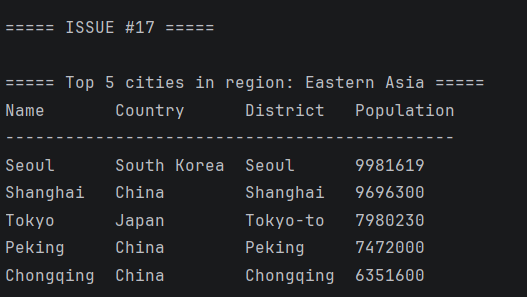 ===== ISSUE #17 =====
===== Top 5 cities in region: Eastern Asia =====
Name       Country      District   Population
---------------------------------------------
Seoul      South Korea  Seoul      9981619
Shanghai   China        Shanghai   9696300
Tokyo      Japan        Tokyo-to   7980230
Peking     China        Peking     7472000
Chongqing  China        Chongqing  6351600